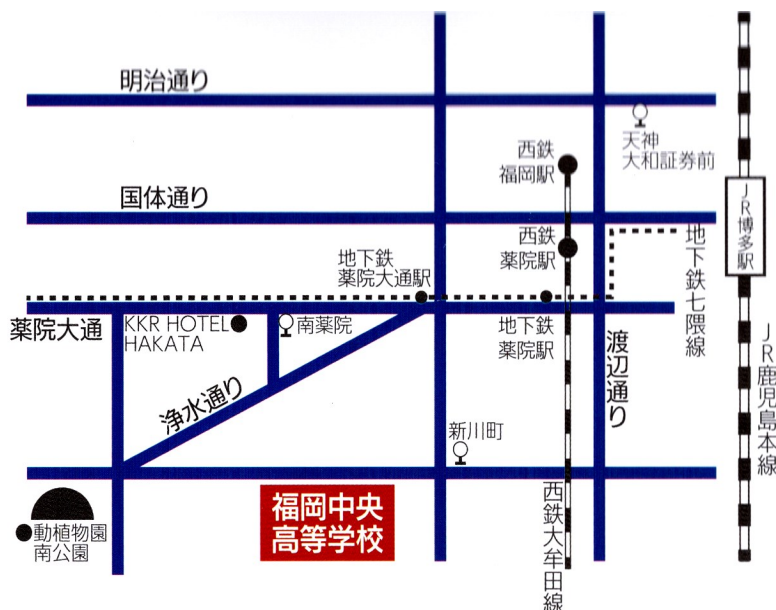 明治通り
天神
大和証券前
西鉄
福岡駅
国体通り
JR博多駅
西鉄
薬院駅
地下鉄七隈線
地下鉄
薬院大通駅
薬院大通
KKR HOTEL
HAKATA
南薬院
地下鉄
薬院駅
渡辺通り
JR鹿児島本線
浄水通り
新川町
福岡中央
高等学校
西鉄大牟田線
動植物園
南公園